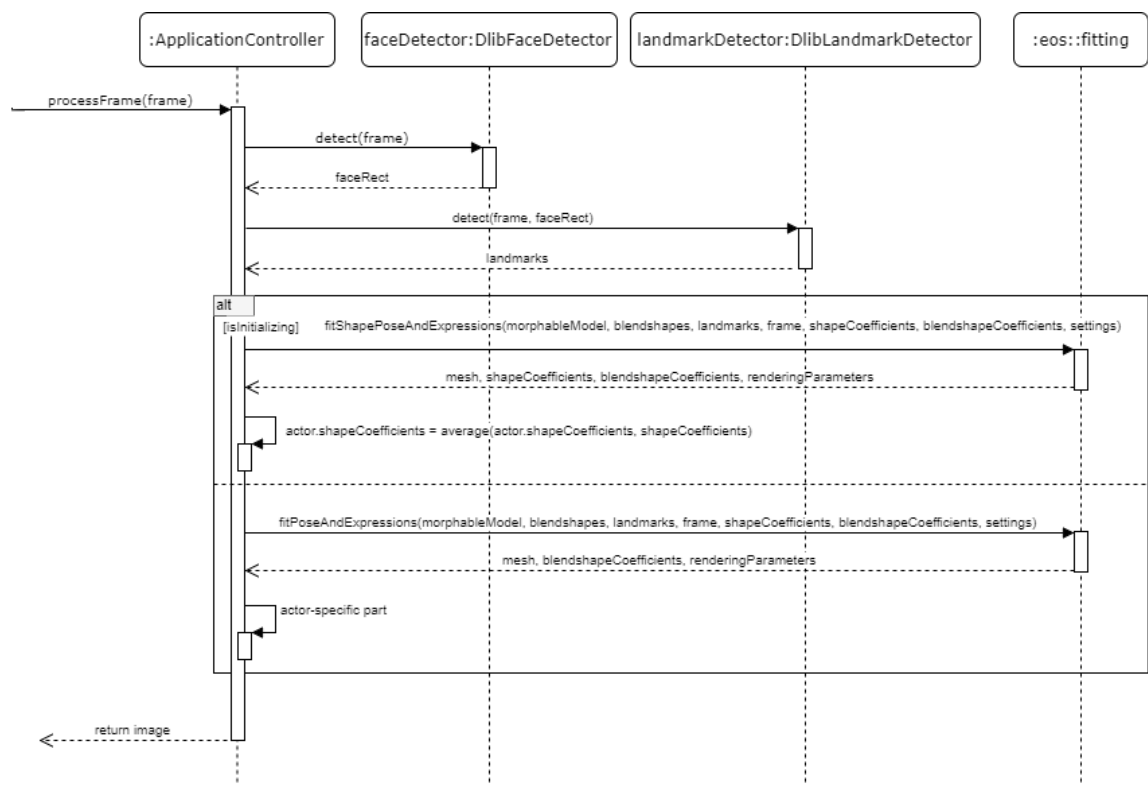 :ApplicationController
faceDetector:DlibFaceDetector
landmarkDetector:DlibLandmarkDetector
:eos::fitting
processFrame(frame)
detect(frame)
faceRect
detect(frame, faceRect)
landmarks
alt
[isInitializing]
fitShapePoseAndExpressions(morphableModel, blendshapes, landmarks, frame, shapeCoefficients, blendshapeCoefficients, settings)
mesh, shapeCoefficients, blendshapeCoefficients, renderingParameters
actor.shapeCoefficients = average(actor.shapeCoefficients, shapeCoefficients)
fitPoseAndExpressions(morphableModel, blendshapes, landmarks, frame, shapeCoefficients, blendshapeCoefficients, settings)
mesh, blendshapeCoefficients, renderingParameters
actor-specific part
return image